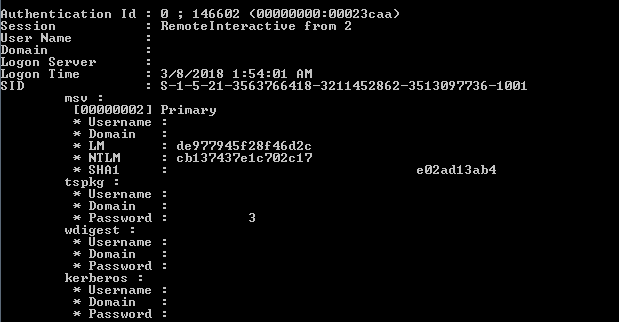 Authentication Id : 0 ; 146602 (00000000:00023caa)
Session           : RemoteInteractive from 2
User Name         :
Domain            :
Logon Server      :
Logon Time        : 3/8/2018 1:54:01 AM
SID               : S-1-5-21-3563766418-3211452862-3513097736-1001
        msv :
         [00000002] Primary
         * Username :
         * Domain   :
         * LM       : de977945f28f46d2c
         * NTLM     : cb137437e1c702c17
         * SHA1     :                               e02ad13ab4
        tspkg :
         * Username :
         * Domain   :
         * Password :          3
        wdigest :
         * Username :
         * Domain   :
         * Password :
        kerberos :
         * Username :
         * Domain   :
         * Password :